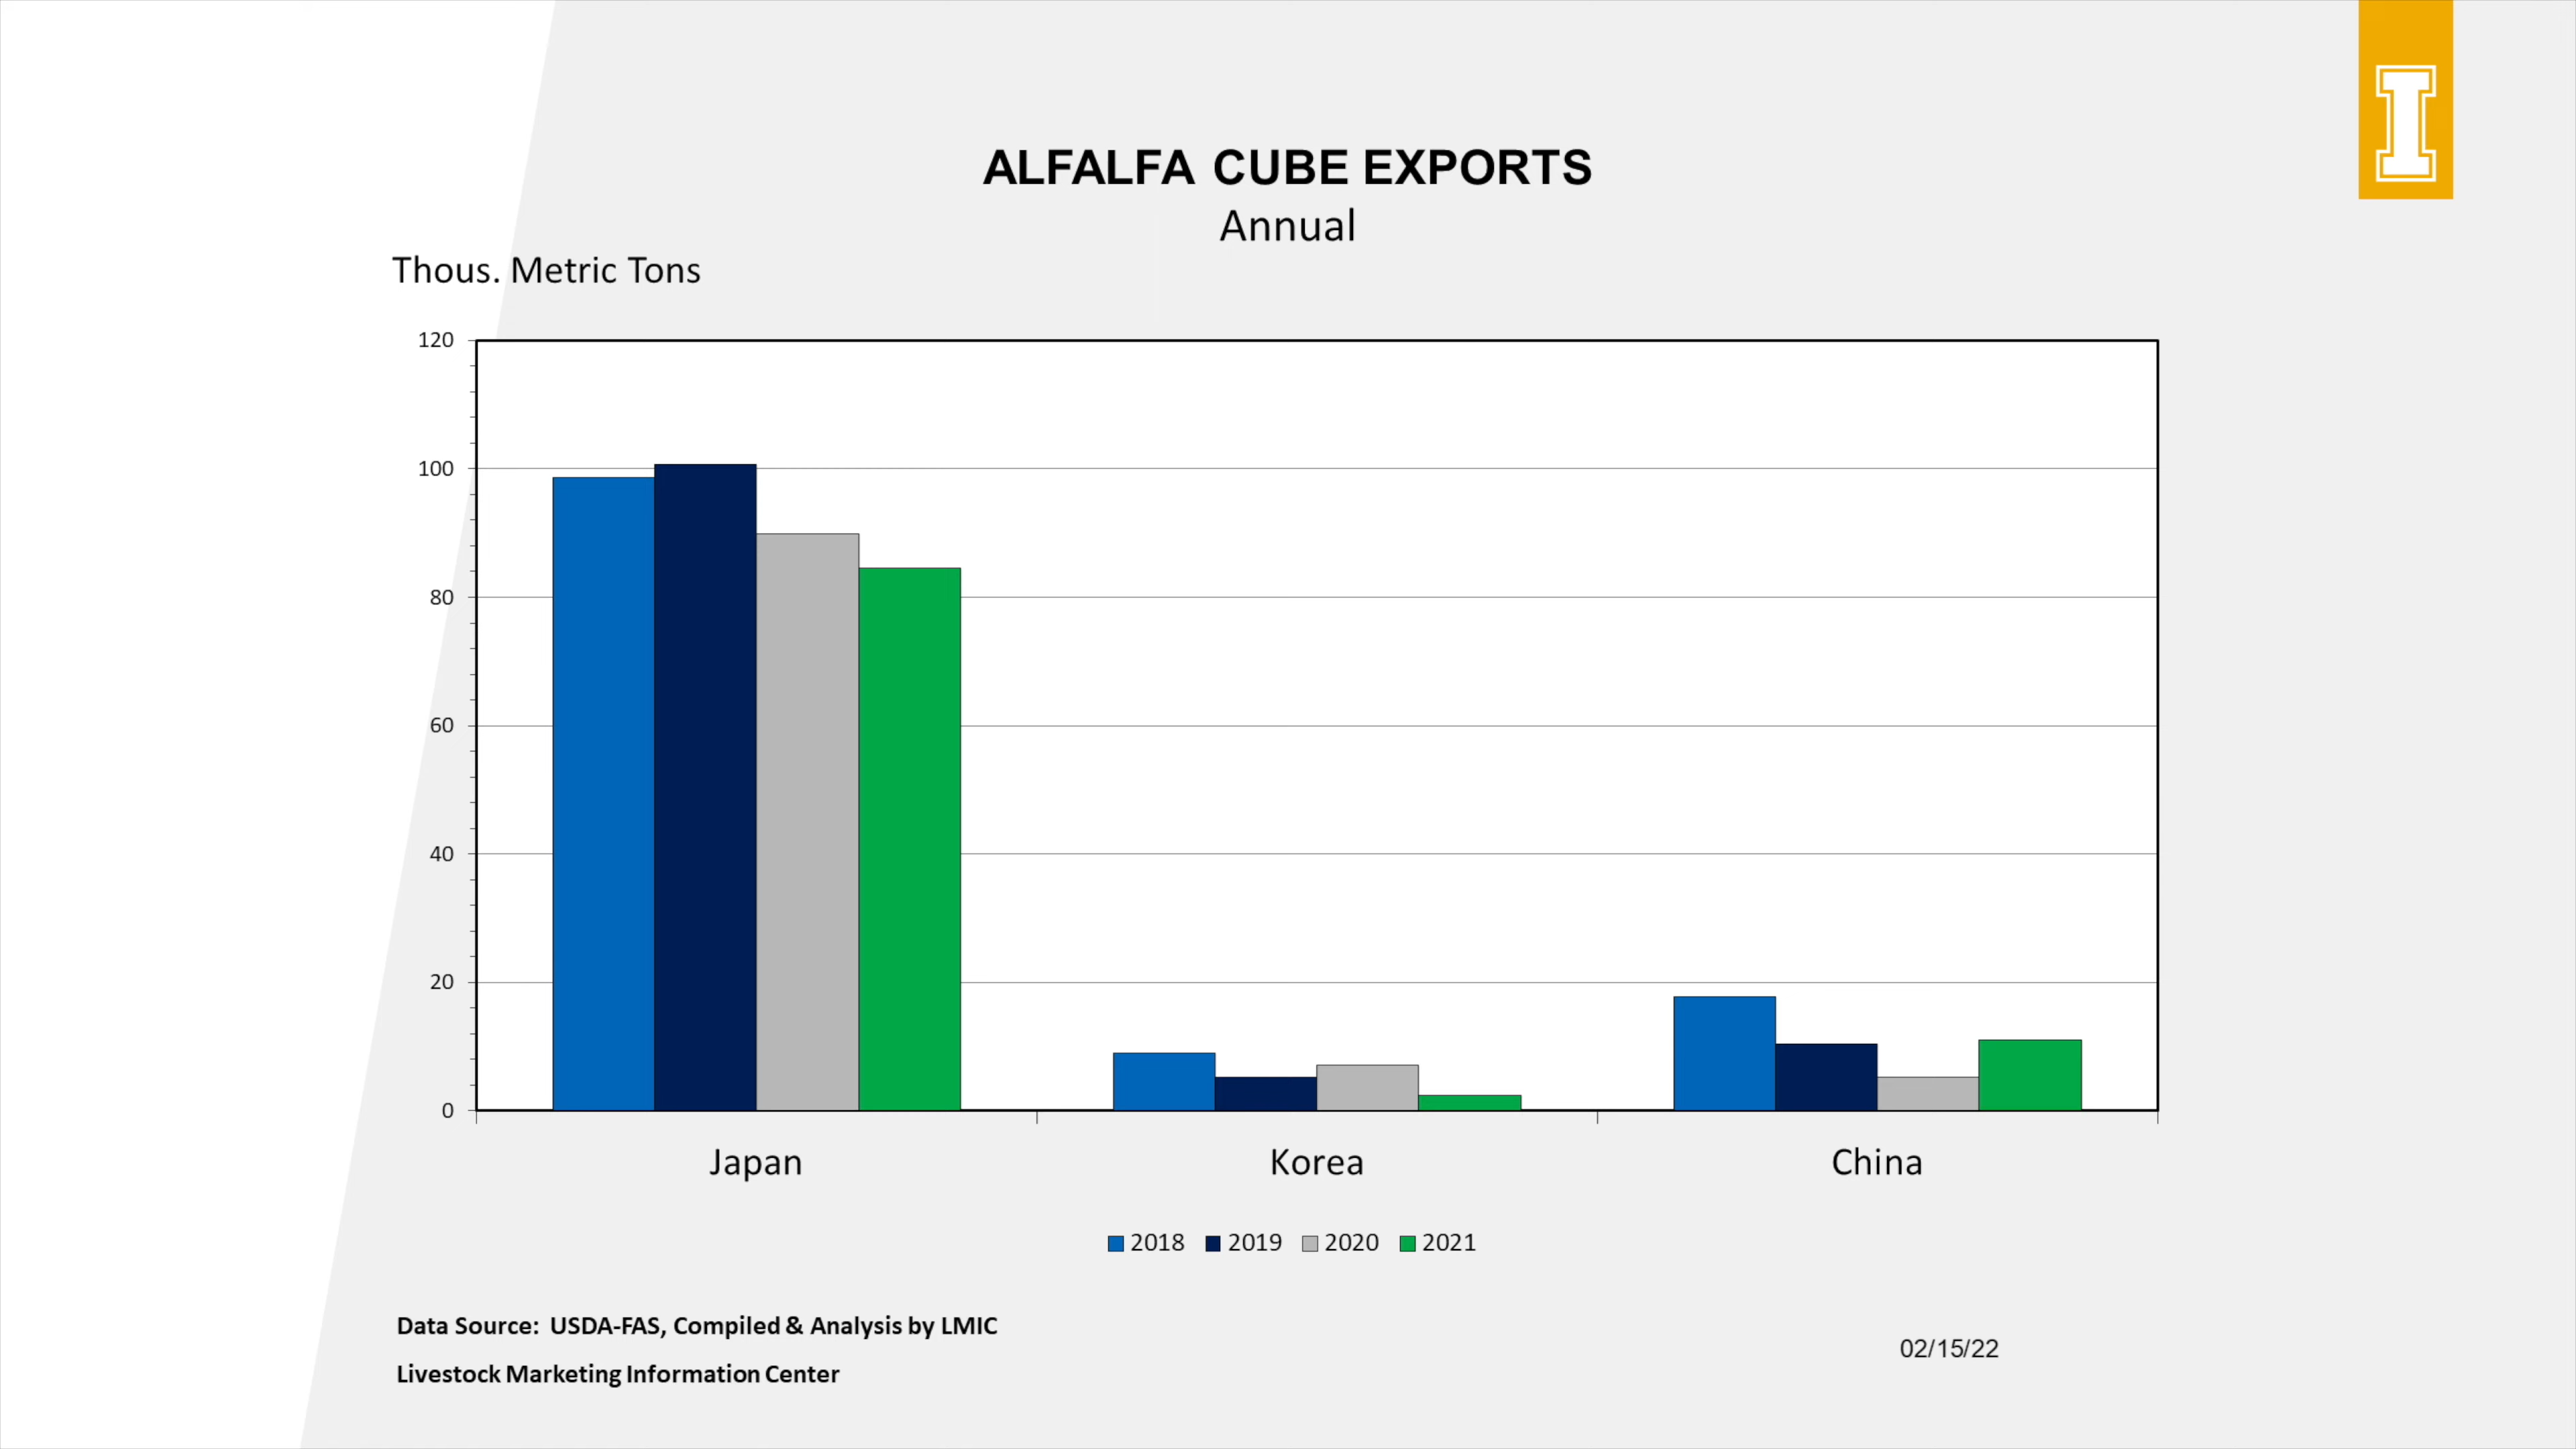 I
ALFALFA CUBE EXPORTS
Annual
Thous. Metric Tons
120
100
80
60
40
20
0
Japan Korea China
2018 2019 2020 2021
Data Source: USDA-FAS, Compiled & Analysis by LMIC
Livestock Marketing Information Center
02/15/22